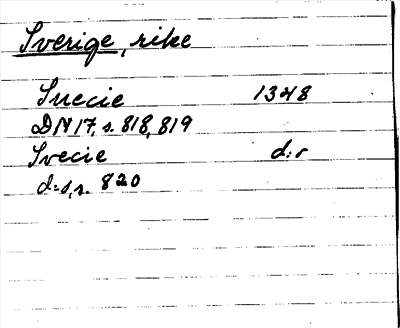 Sverige, rike
Suecie 1348
DN 17, s. 818, 819
Svecie d:o
d:o, s. 820